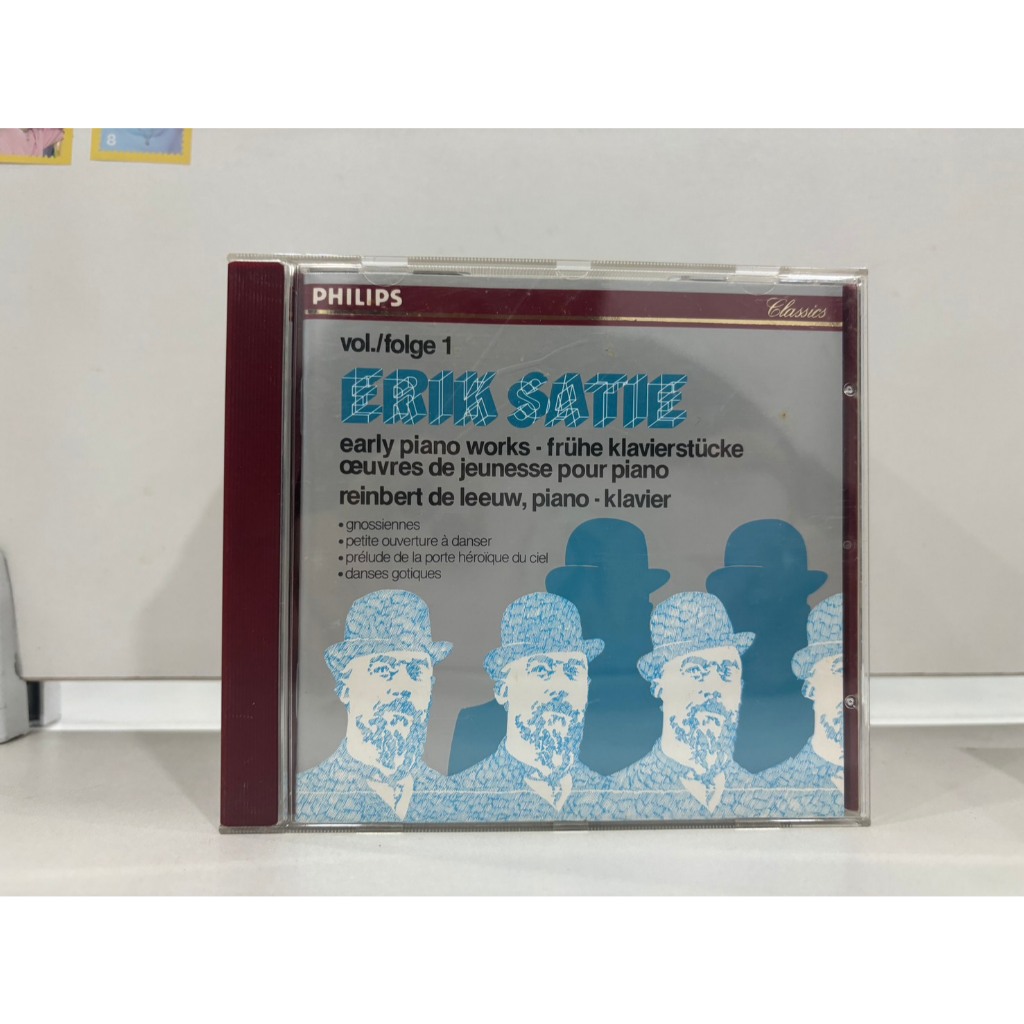 8
PHILIPS
Classics
vol./folge 1
ERIK SATIE
early piano works · frühe klavierstücke
œuvres de jeunesse pour piano
reinbert de leeuw, piano · klavier
• gnossiennes
• petite ouverture à danser
• prélude de la porte héroïque du ciel
• danses gotiques